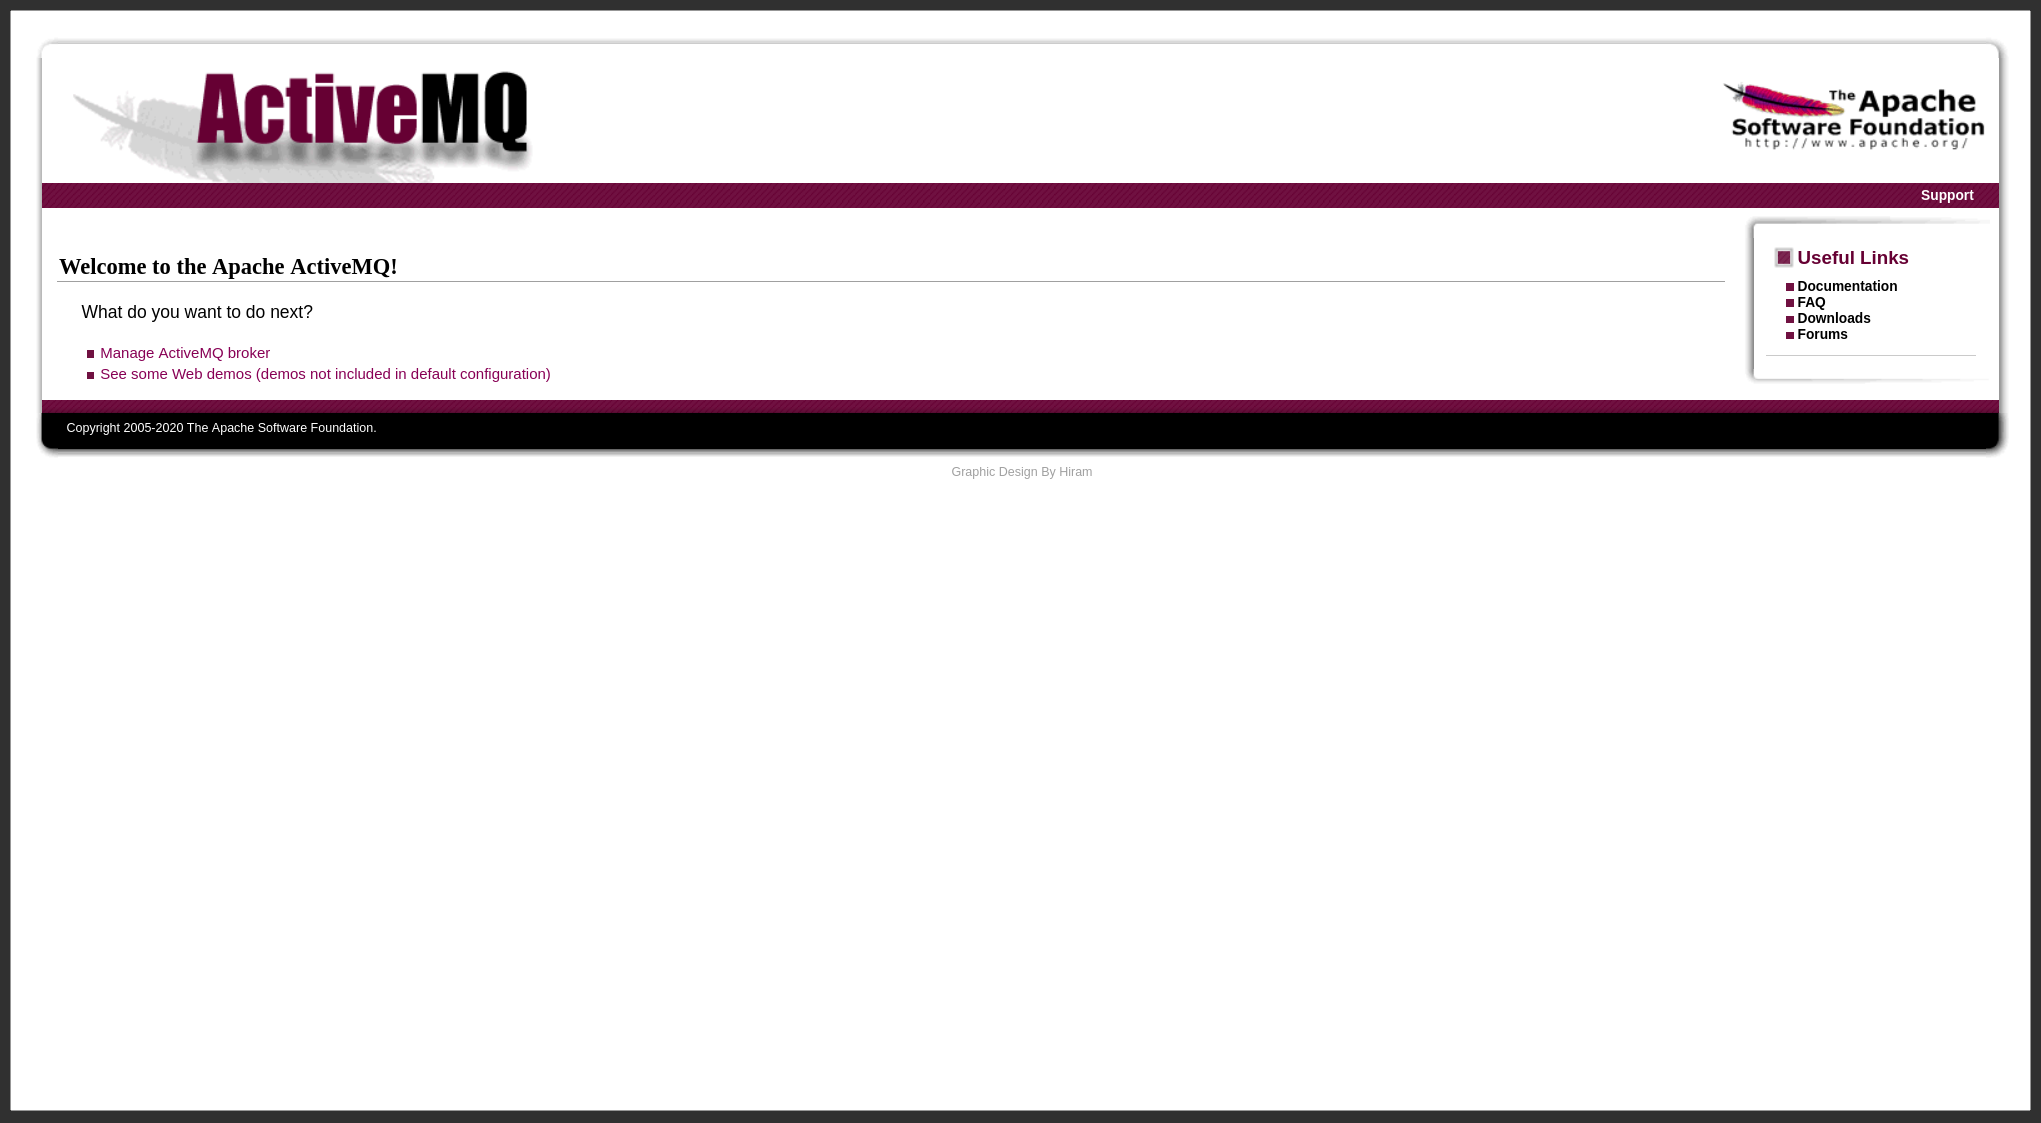 ActiveMQ
The Apache
Software Foundation
http://www.apache.org/
Support
Welcome to the Apache ActiveMQ!
What do you want to do next?
Manage ActiveMQ broker
See some Web demos (demos not included in default configuration)
Useful Links
Documentation
FAQ
Downloads
Forums
Copyright 2005-2020 The Apache Software Foundation.
Graphic Design By Hiram